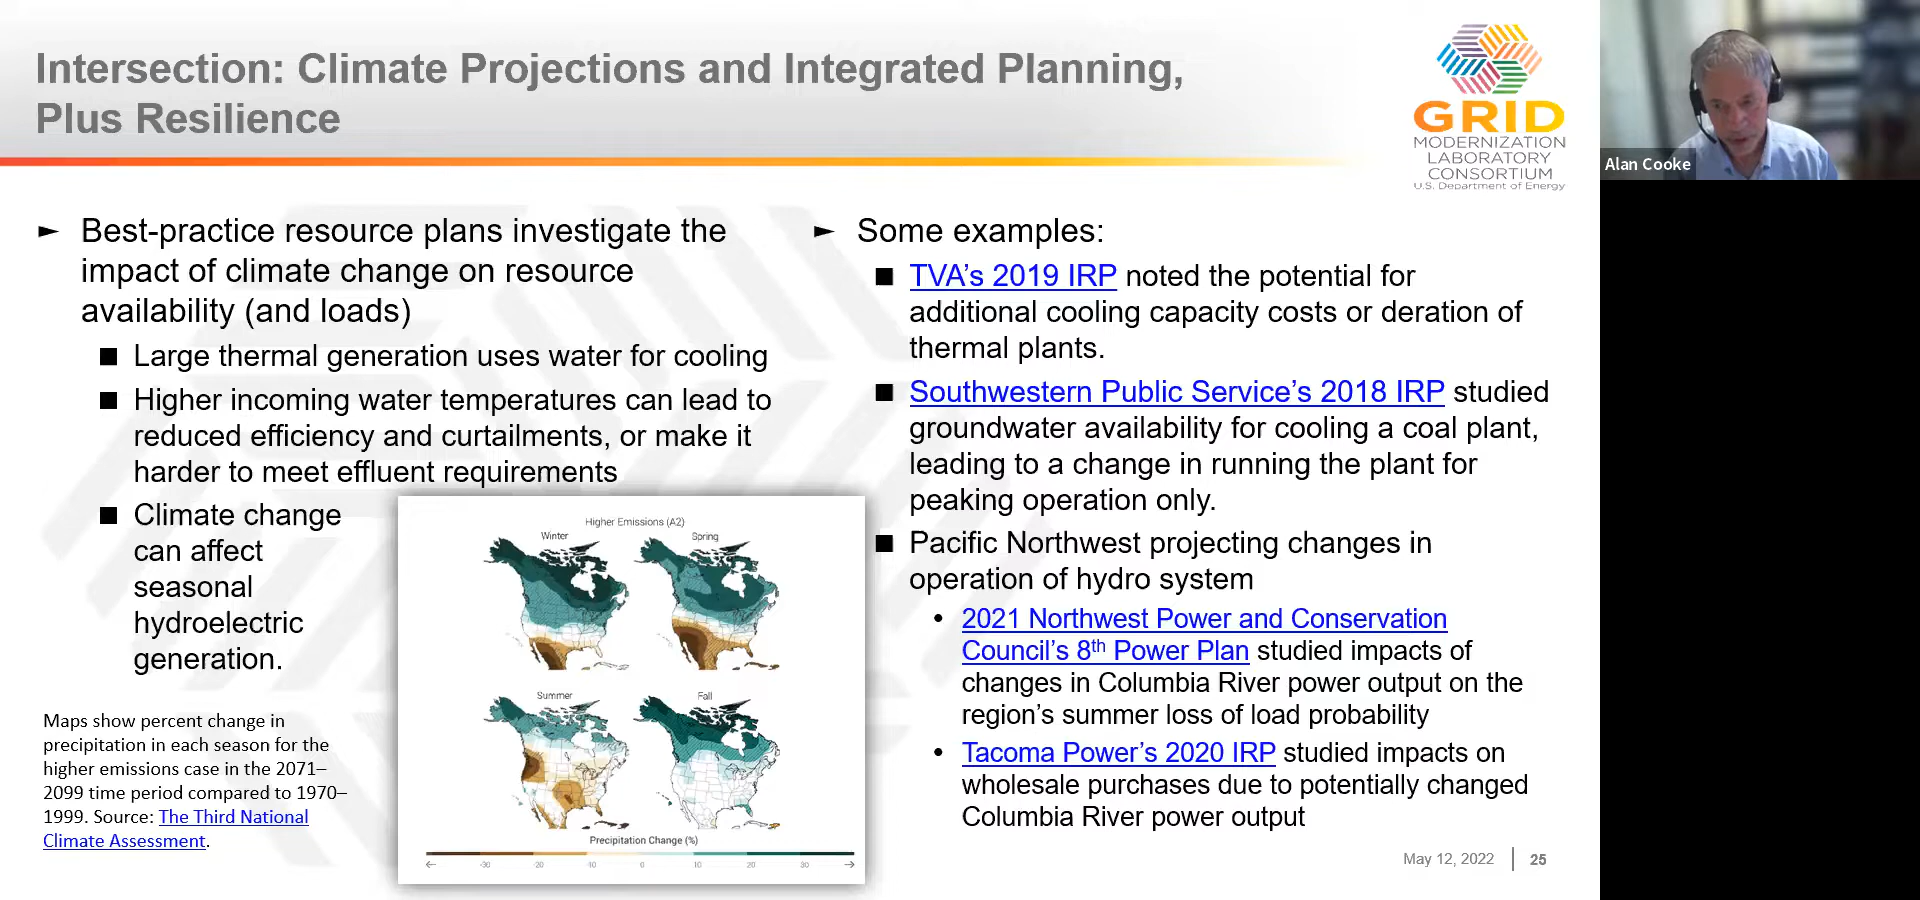 Intersection: Climate Projections and Integrated Planning,
Plus Resilience
GRID
MODERNIZATION
LABORATORY
CONSORTIUM
U.S. Department of Energy
Alan Cooke
► Best-practice resource plans investigate the
impact of climate change on resource
availability (and loads)
■ Large thermal generation uses water for cooling
■ Higher incoming water temperatures can lead to
reduced efficiency and curtailments, or make it
harder to meet effluent requirements
■ Climate change
can affect
seasonal
hydroelectric
generation.
Maps show percent change in
precipitation in each season for the
higher emissions case in the 2071–
2099 time period compared to 1970–
1999. Source: The Third National
Climate Assessment.
Higher Emissions (A2)
Winter
Spring
Summer
Fall
Precipitation Change (%)
-30 -20 -10 0 10 20 30
► Some examples:
■ TVA’s 2019 IRP noted the potential for
additional cooling capacity costs or deration of
thermal plants.
■ Southwestern Public Service’s 2018 IRP studied
groundwater availability for cooling a coal plant,
leading to a change in running the plant for
peaking operation only.
■ Pacific Northwest projecting changes in
operation of hydro system
• 2021 Northwest Power and Conservation
Council’s 8th Power Plan studied impacts of
changes in Columbia River power output on the
region’s summer loss of load probability
• Tacoma Power’s 2020 IRP studied impacts on
wholesale purchases due to potentially changed
Columbia River power output
May 12, 2022 25